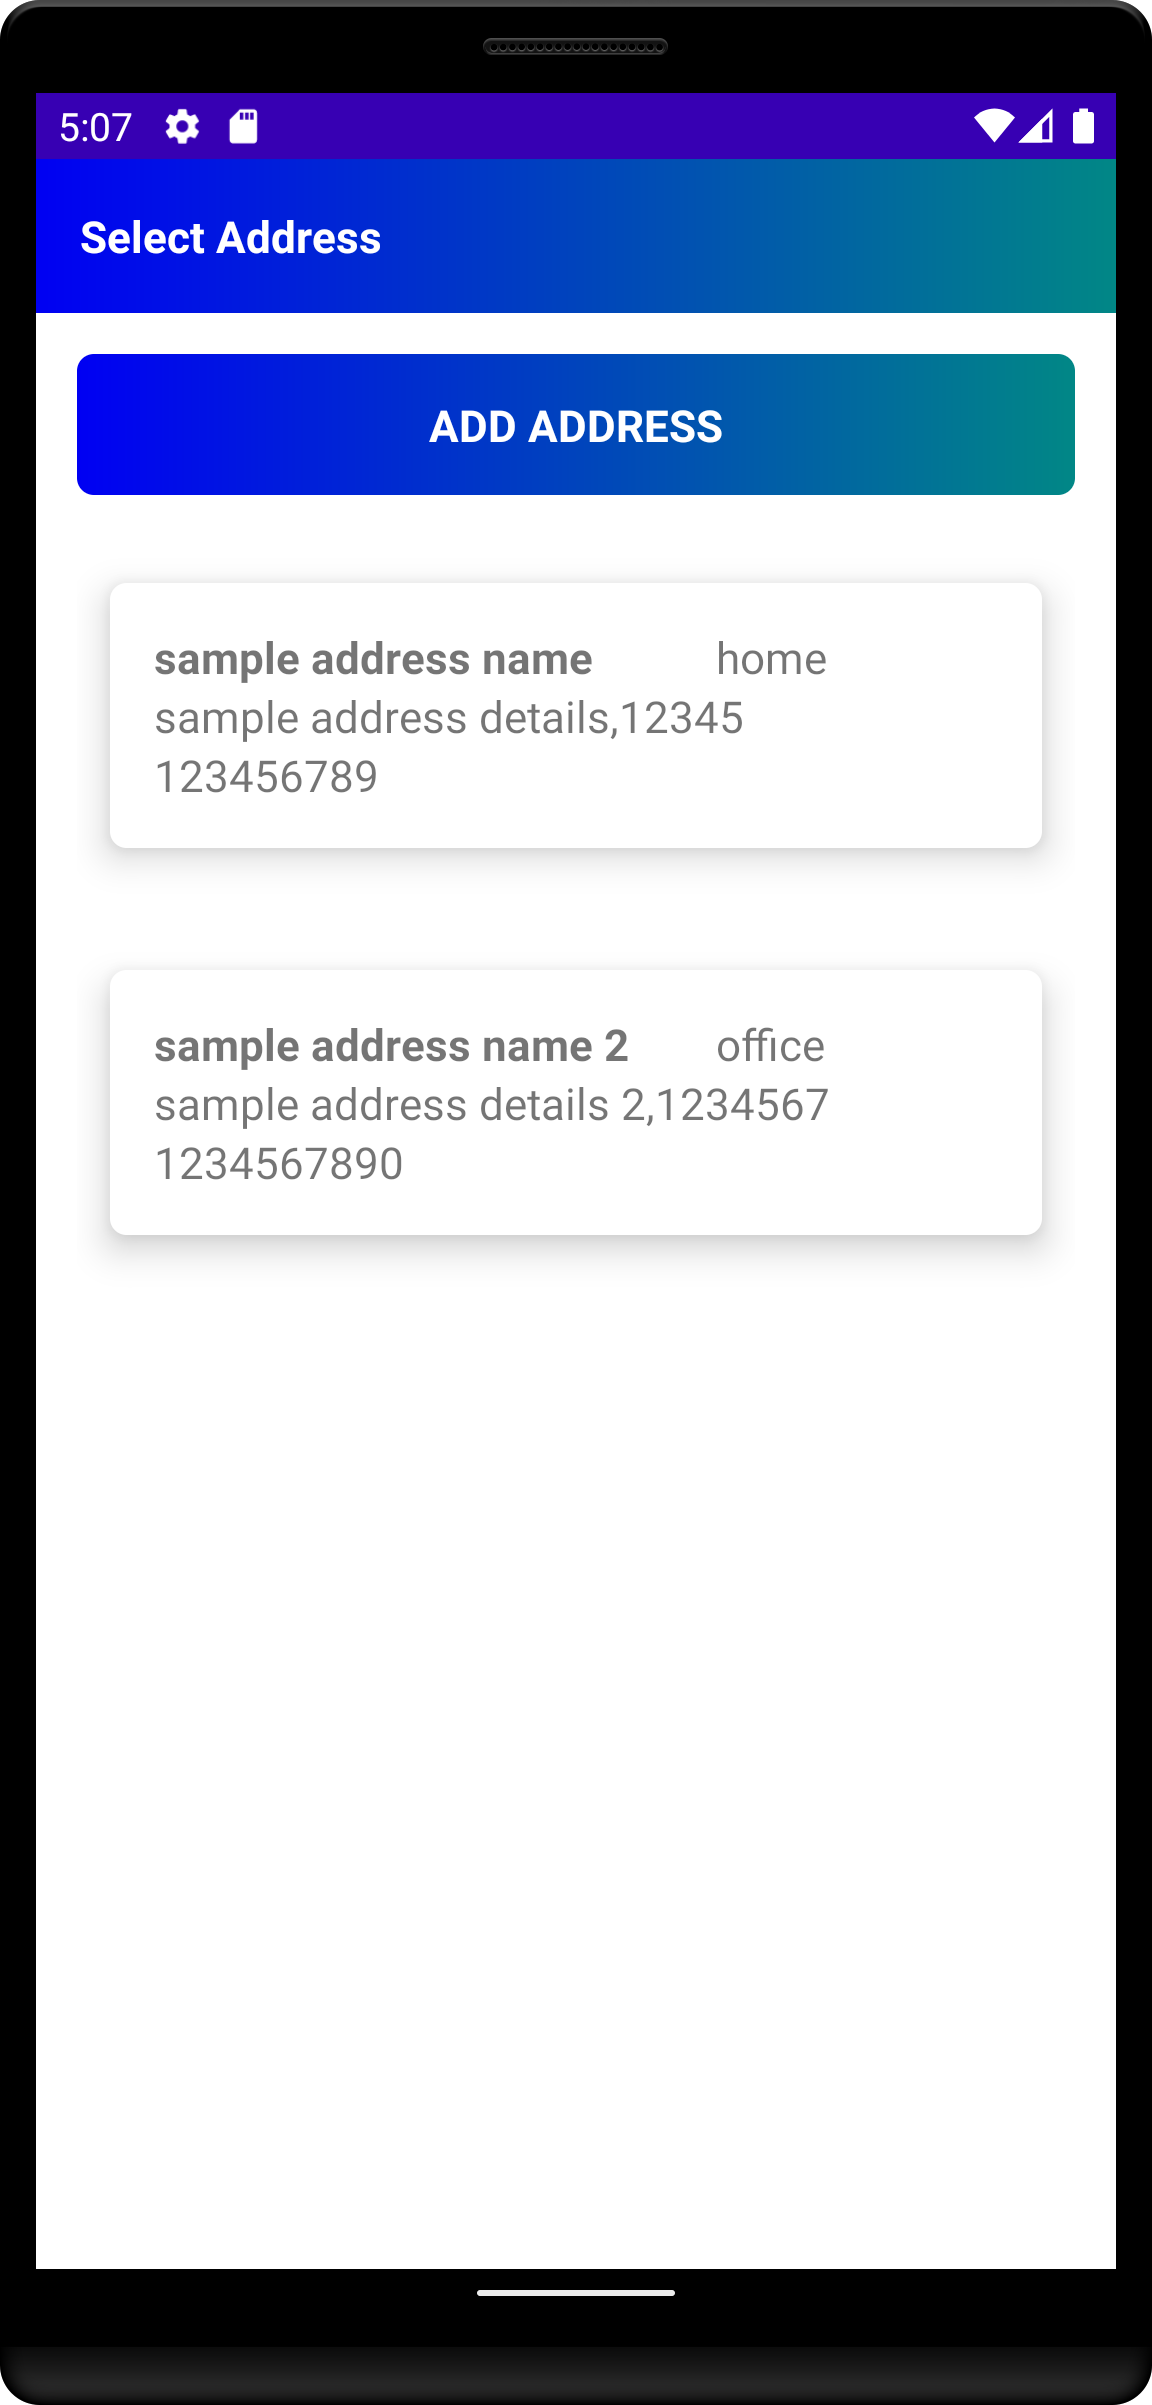 5:07
Select Address
ADD ADDRESS
sample address name home
sample address details,12345
123456789
sample address name 2 office
sample address details 2,1234567
1234567890